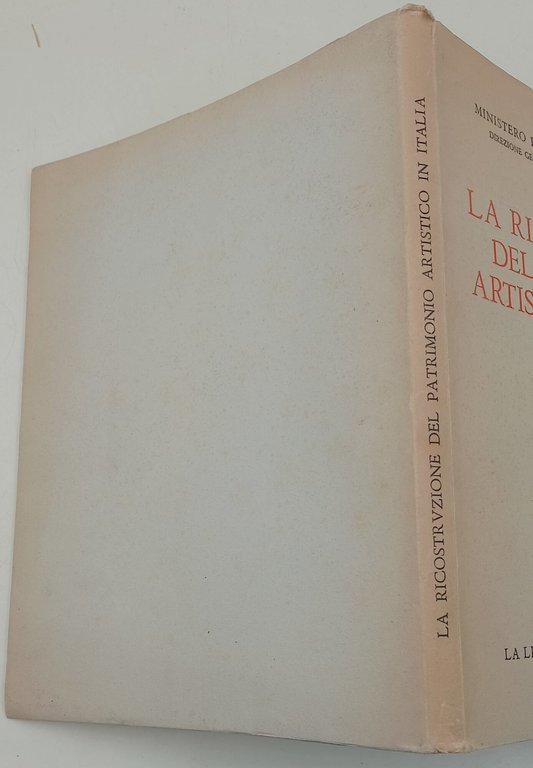 LA RICOSTRVZIONE DEL PATRIMONIO ARTISTICO IN ITALIA
MINISTERO
DIREZIONE
LA
DEL
ARTIS
LA